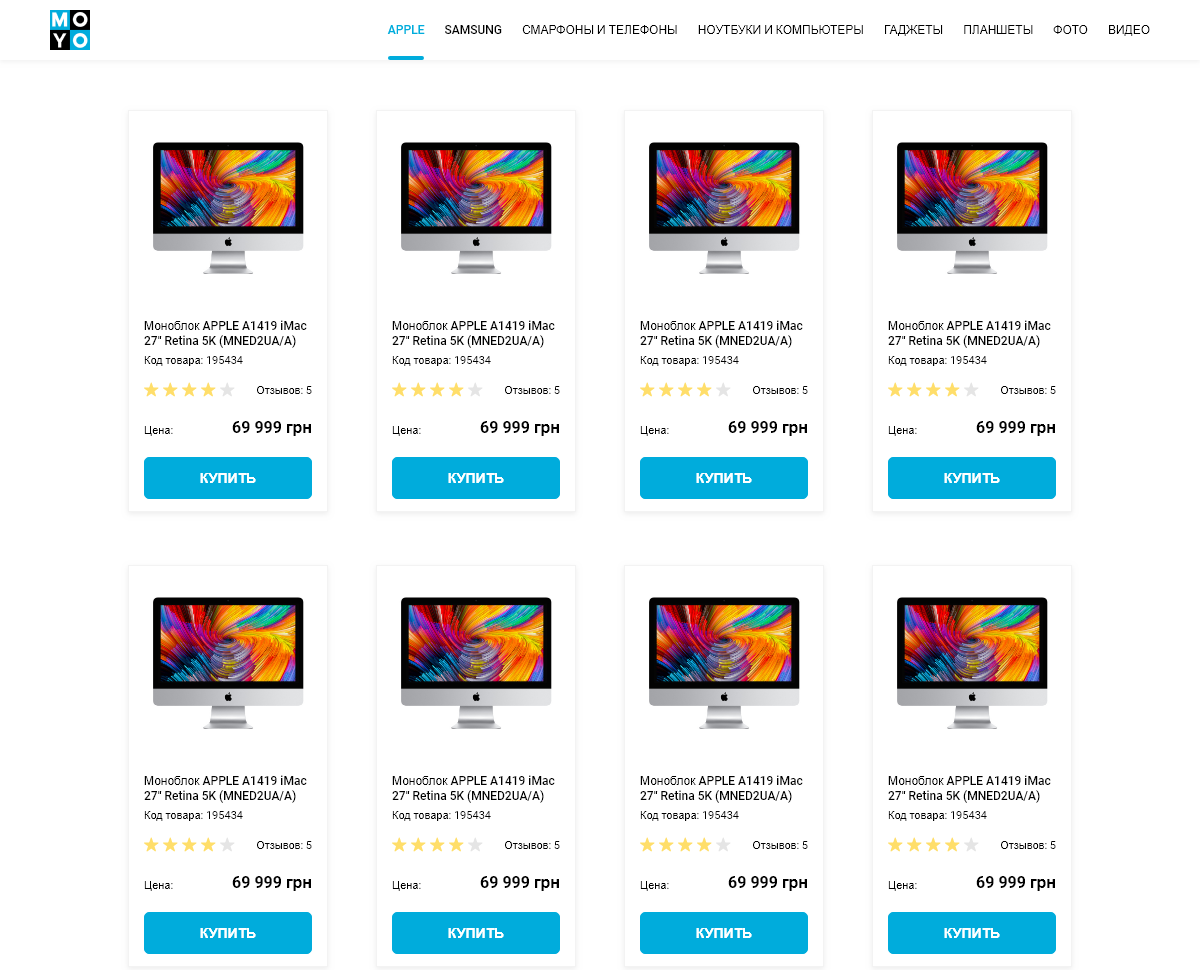 MO
YO
APPLE SAMSUNG СМАРФОНЫ И ТЕЛЕФОНЫ НОУТБУКИ И КОМПЬЮТЕРЫ ГАДЖЕТЫ ПЛАНШЕТЫ ФОТО ВИДЕО
Моноблок APPLE A1419 iMac
27" Retina 5K (MNED2UA/A)
Код товара: 195434
Отзывов: 5
Цена: 69 999 грн
КУПИТЬ
Моноблок APPLE A1419 iMac
27" Retina 5K (MNED2UA/A)
Код товара: 195434
Отзывов: 5
Цена: 69 999 грн
КУПИТЬ
Моноблок APPLE A1419 iMac
27" Retina 5K (MNED2UA/A)
Код товара: 195434
Отзывов: 5
Цена: 69 999 грн
КУПИТЬ
Моноблок APPLE A1419 iMac
27" Retina 5K (MNED2UA/A)
Код товара: 195434
Отзывов: 5
Цена: 69 999 грн
КУПИТЬ
Моноблок APPLE A1419 iMac
27" Retina 5K (MNED2UA/A)
Код товара: 195434
Отзывов: 5
Цена: 69 999 грн
КУПИТЬ
Моноблок APPLE A1419 iMac
27" Retina 5K (MNED2UA/A)
Код товара: 195434
Отзывов: 5
Цена: 69 999 грн
КУПИТЬ
Моноблок APPLE A1419 iMac
27" Retina 5K (MNED2UA/A)
Код товара: 195434
Отзывов: 5
Цена: 69 999 грн
КУПИТЬ
Моноблок APPLE A1419 iMac
27" Retina 5K (MNED2UA/A)
Код товара: 195434
Отзывов: 5
Цена: 69 999 грн
КУПИТЬ